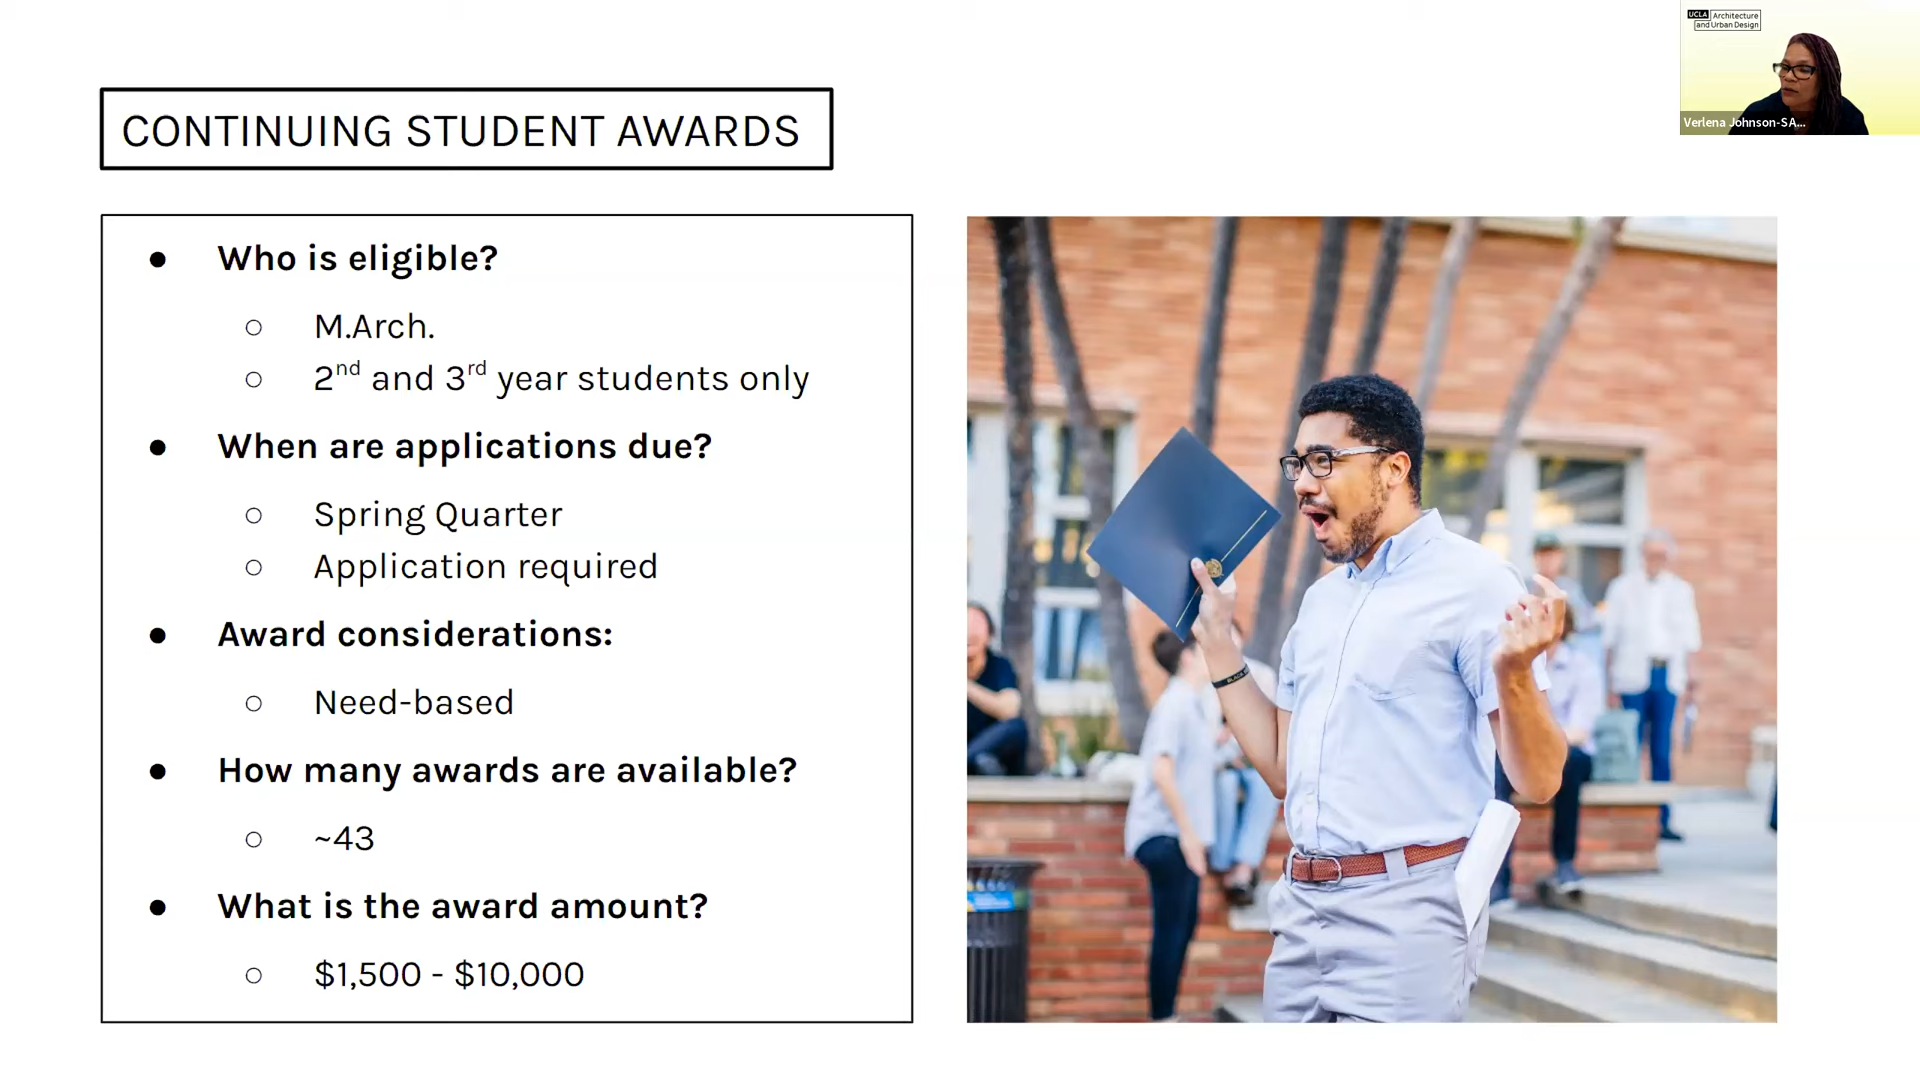 CONTINUING STUDENT AWARDS
● Who is eligible?
○ M.Arch.
○ 2nd and 3rd year students only
● When are applications due?
○ Spring Quarter
○ Application required
● Award considerations:
○ Need-based
● How many awards are available?
○ ~43
● What is the award amount?
○ $1,500 - $10,000
UCLA Architecture
and Urban Design
Verlena Johnson-SA...